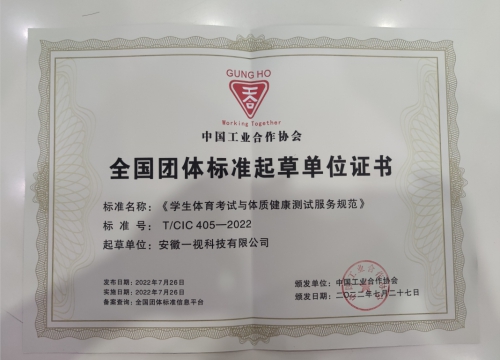 GUNG HO
Working Together
中国工业合作协会
全国团体标准起草单位证书
标准名称：《学生体育考试与体质健康测试服务规范》
标 准 号： T/CIC 405—2022
起草单位： 安徽一视科技有限公司
发布日期：2022年7月26日
实施日期：2022年7月26日
备案查询：全国团体标准信息平台
颁发单位：中国工业合作协会
颁发日期：二〇二二年七月二十七日